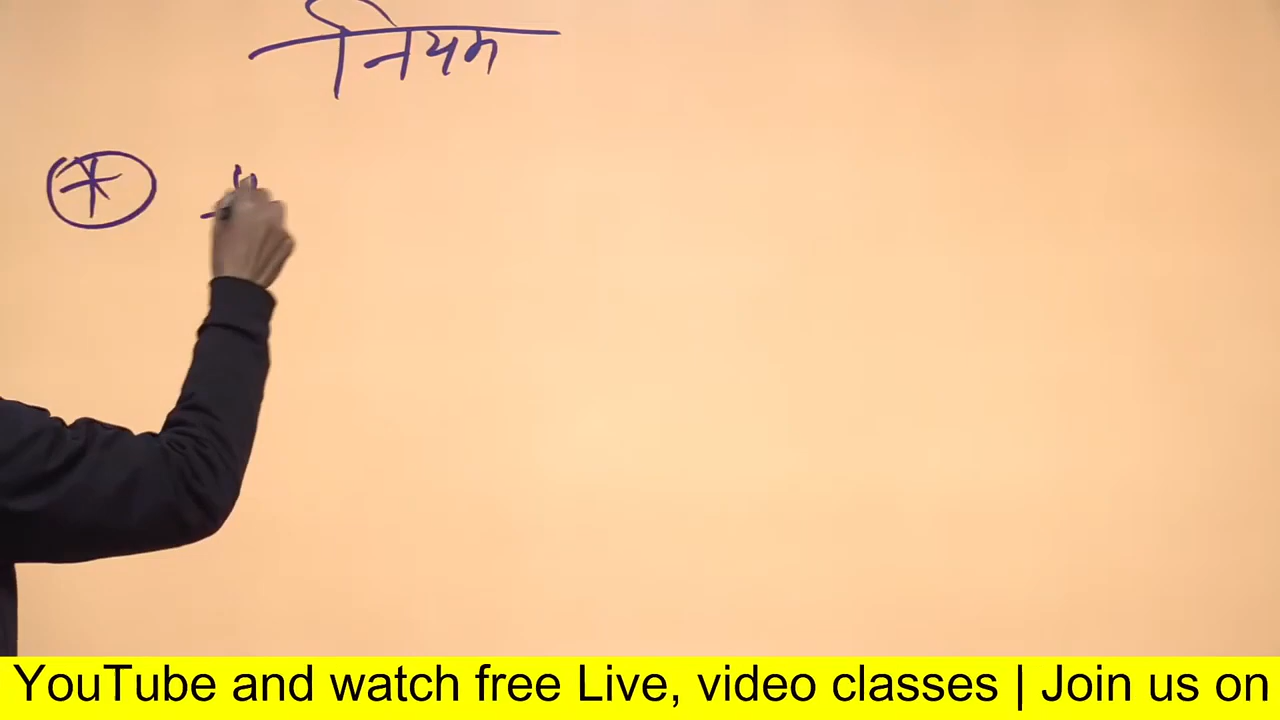 नियम
*
YouTube and watch free Live, video classes | Join us on